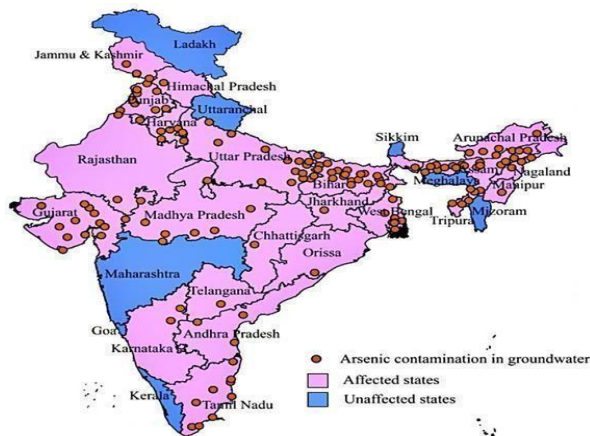 Ladakh
Jammu & Kashmir
Himachal Pradesh
Punjab
Uttaranchal
Haryana
Sikkim
Arunachal Pradesh
Rajasthan
Uttar Pradesh
Assam
Nagaland
Bihar
Meghalaya
Manipur
Gujarat
Jharkhand
Madhya Pradesh
West Bengal
Tripura
Mizoram
Chhattisgarh
Orissa
Maharashtra
Telangana
Goa
Andhra Pradesh
Karnataka
Kerala
Tamil Nadu
Arsenic contamination in groundwater
Affected states
Unaffected states